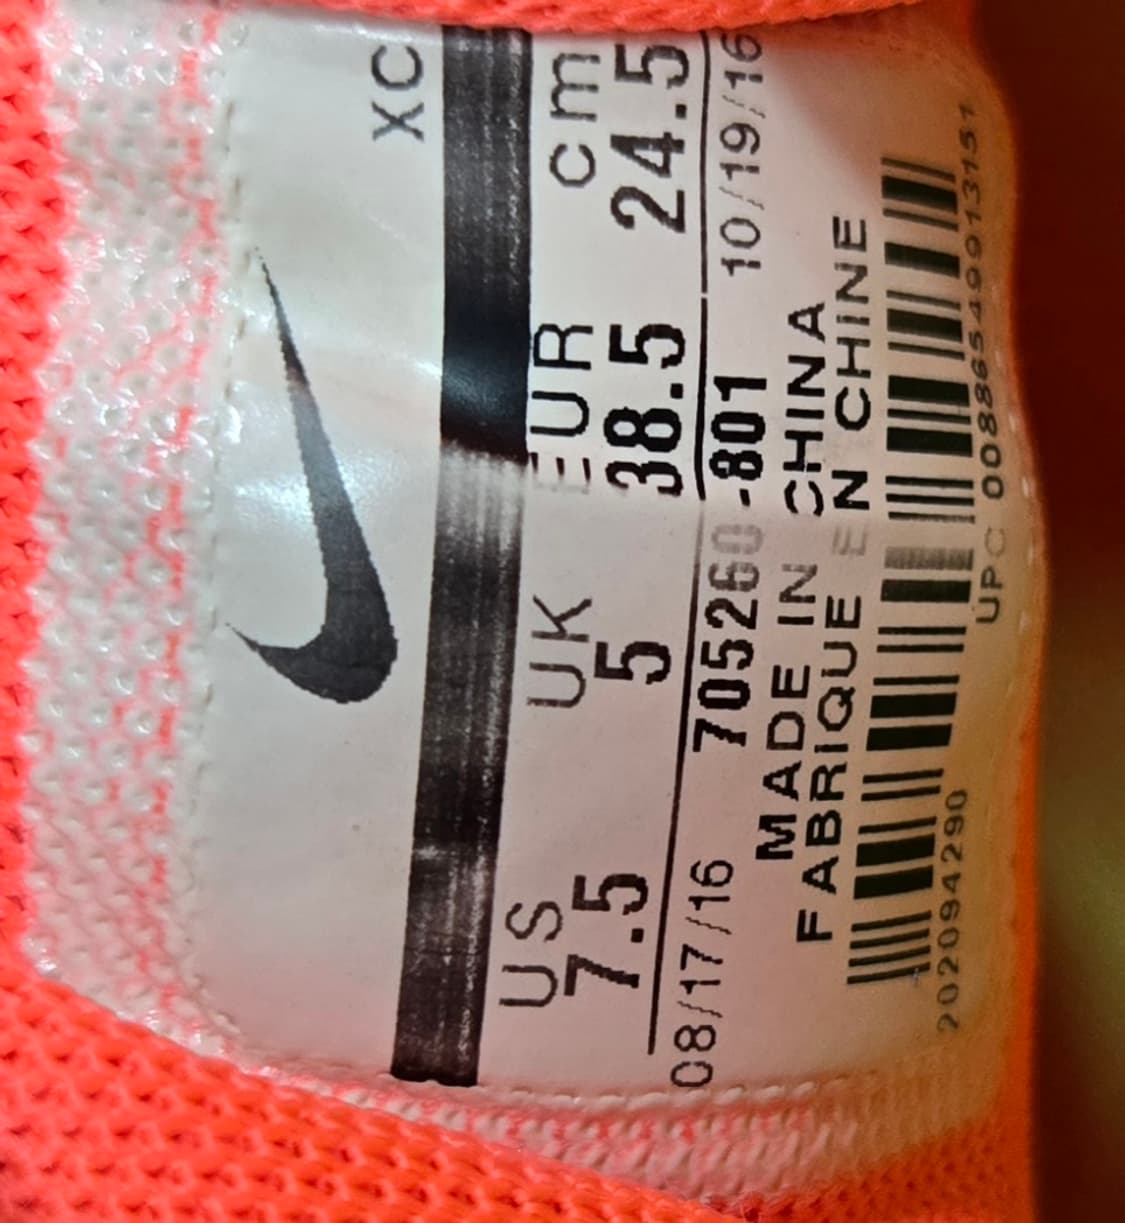 XC
US UK EUR cm
7.5 5 38.5 24.5
08/17/16 705260-801 10/19/16
MADE IN CHINA
FABRIQUE EN CHINE
202094290 UPC 00886549913151